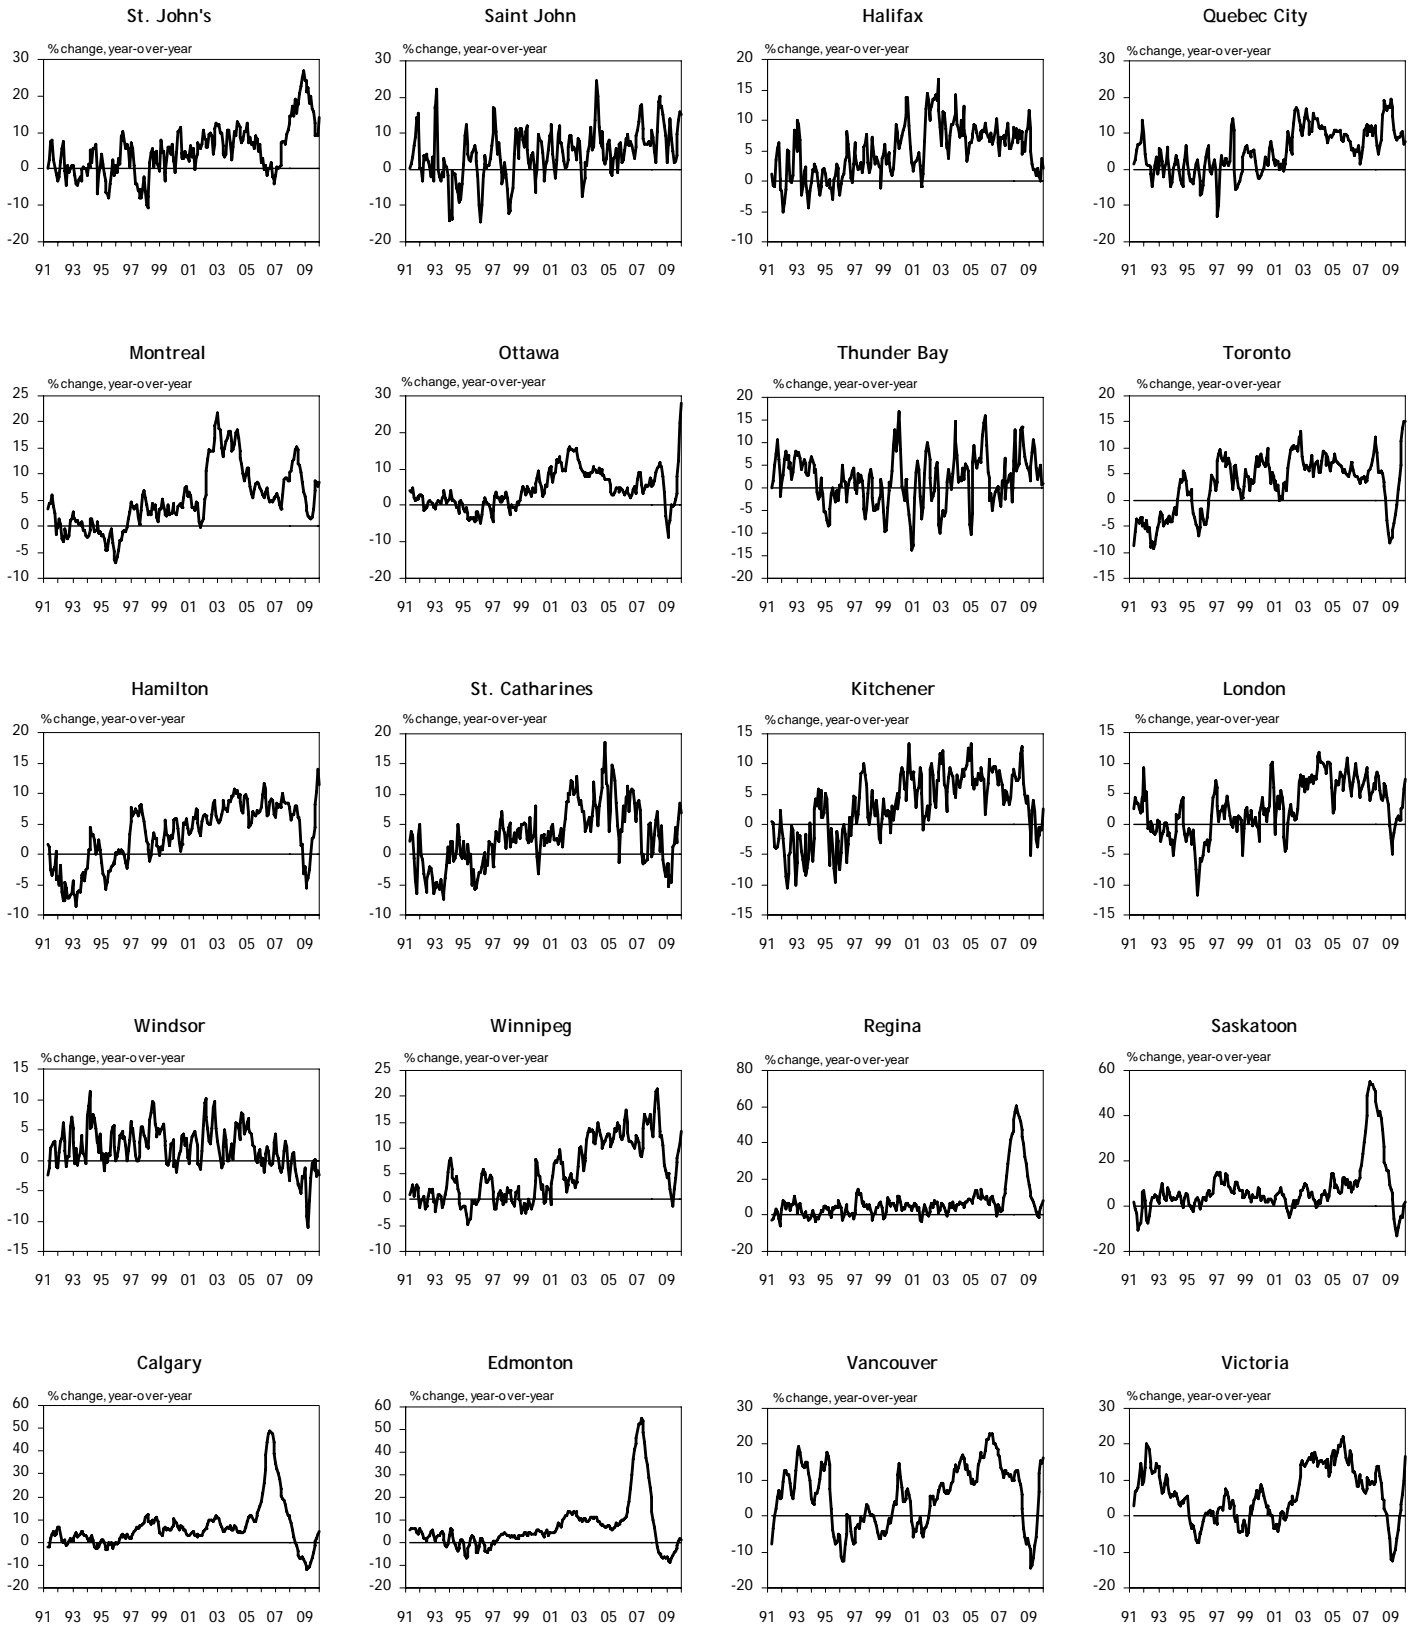 St. John's Saint John Halifax Quebec City
% change, year-over-year % change, year-over-year % change, year-over-year % change, year-over-year
30 30 20 30
20 20 15 20
10 10 10 10
0 0 5 0
-10 -10 0 -10
-20 -20 -5 -20
-10
91 93 95 97 99 01 03 05 07 09 91 93 95 97 99 01 03 05 07 09 91 93 95 97 99 01 03 05 07 09 91 93 95 97 99 01 03 05 07 09
Montreal Ottawa Thunder Bay Toronto
% change, year-over-year % change, year-over-year % change, year-over-year % change, year-over-year
25 30 20 20
20 20 15 15
15 10 10 10
10 0 5 5
5 -10 0 0
0 -20 -5 -5
-5 -10 -10
-10 -15 -15
20
91 93 95 97 99 01 03 05 07 09 91 93 95 97 99 01 03 05 07 09 91 93 95 97 99 01 03 05 07 09 91 93 95 97 99 01 03 05 07 09
Hamilton St. Catharines Kitchener London
% change, year-over-year % change, year-over-year % change, year-over-year % change, year-over-year
20 20 15 15
15 15 10 10
10 10 5 5
5 5 0 0
0 0 -5 -5
-5 -5 -10 -10
-10 -10 -15 -15
91 93 95 97 99 01 03 05 07 09 91 93 95 97 99 01 03 05 07 09 91 93 95 97 99 01 03 05 07 09 91 93 95 97 99 01 03 05 07 09
Windsor Winnipeg Regina Saskatoon
% change, year-over-year % change, year-over-year % change, year-over-year % change, year-over-year
15 25 80 60
10 20 60 40
5 15 40 20
0 10 20 0
-5 5 0 -20
-10 0 -20
-15 -5
-10
91 93 95 97 99 01 03 05 07 09 91 93 95 97 99 01 03 05 07 09 91 93 95 97 99 01 03 05 07 09 91 93 95 97 99 01 03 05 07 09
Calgary Edmonton Vancouver Victoria
% change, year-over-year % change, year-over-year % change, year-over-year % change, year-over-year
60 60 30 30
50 50 20 20
40 40 10 10
30 30 0 0
20 20 -10 -10
10 10 -20 -20
0 0
-10 -10
-20 -20
91 93 95 97 99 01 03 05 07 09 91 93 95 97 99 01 03 05 07 09 91 93 95 97 99 01 03 05 07 09 91 93 95 97 99 01 03 05 07 09